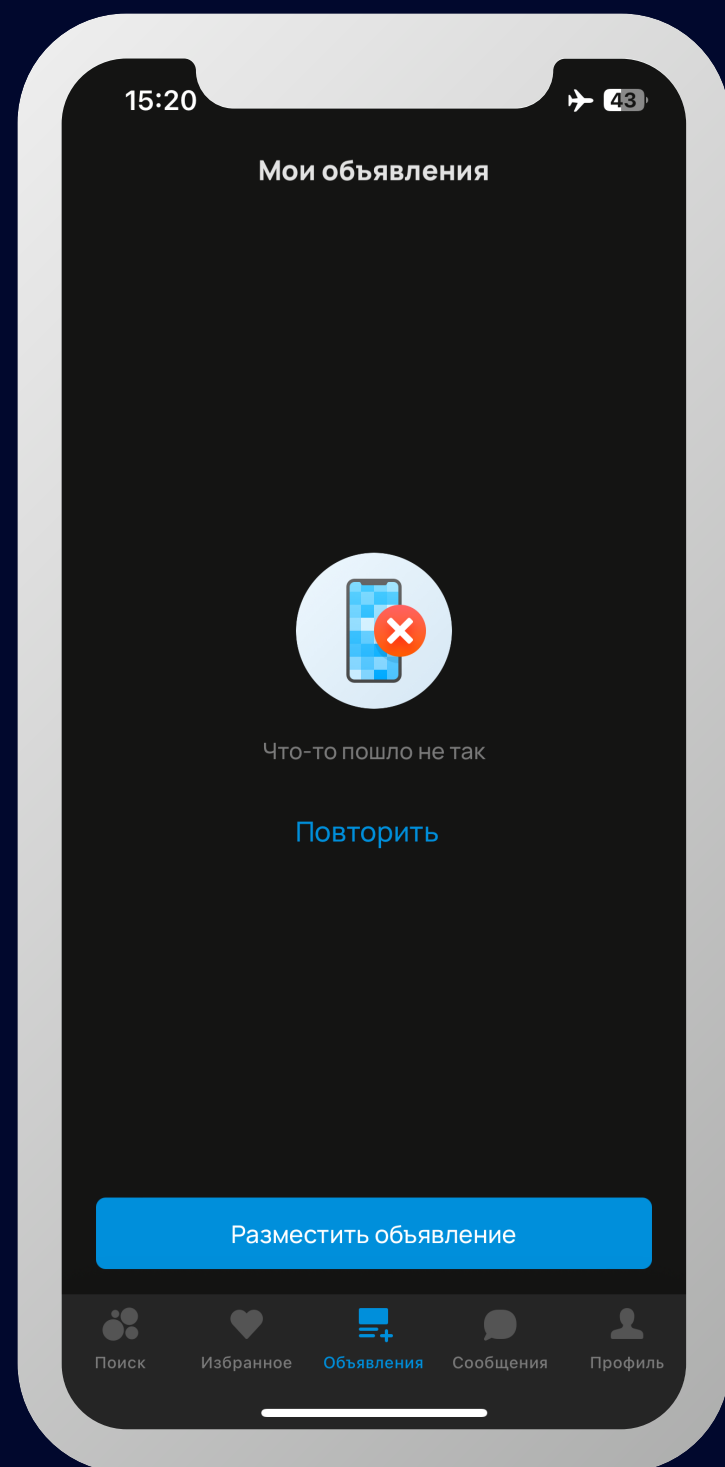 15:20
43
Мои объявления
Что-то пошло не так
Повторить
Разместить объявление
Поиск Избранное Объявления Сообщения Профиль